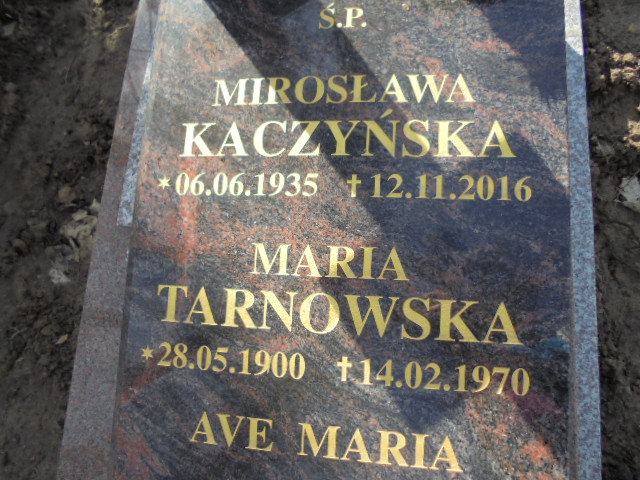 Ś.P.
MIROSŁAWA
KACZYŃSKA
*06.06.1935 †12.11.2016
MARIA
TARNOWSKA
*28.05.1900 †14.02.1970
AVE MARIA